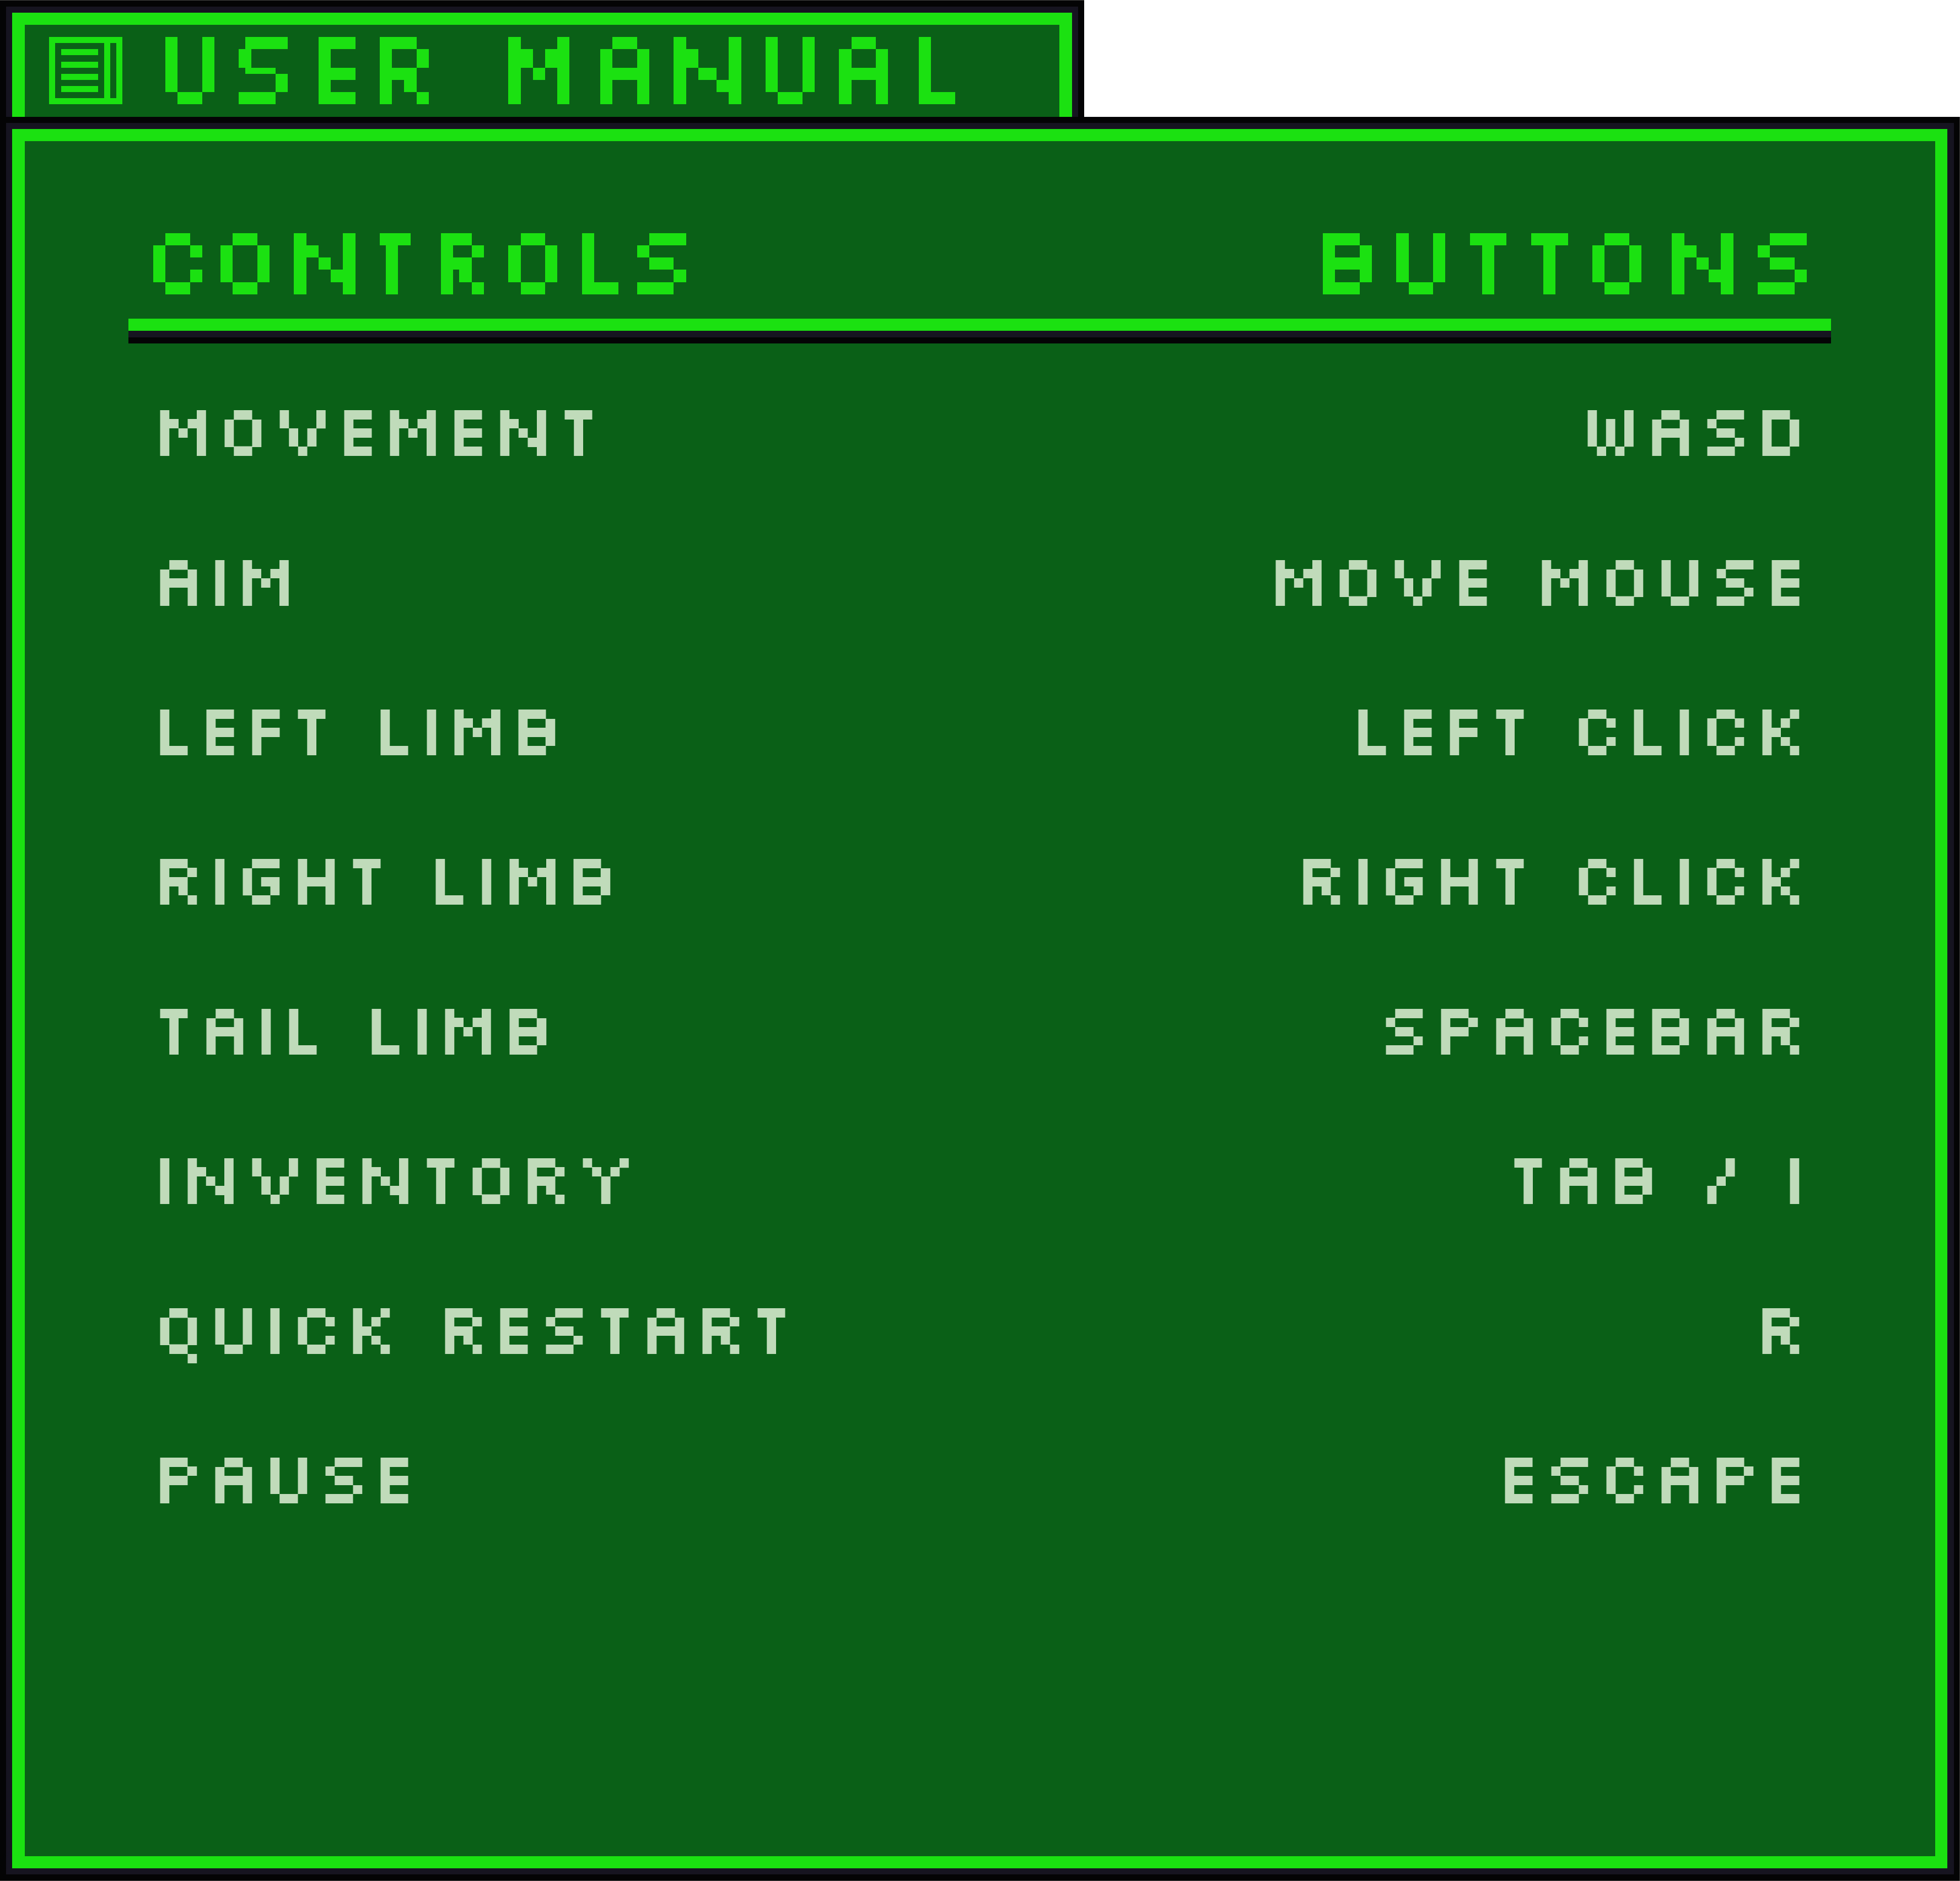 USER MANUAL
CONTROLS BUTTONS
MOVEMENT WASD
AIM MOVE MOUSE
LEFT LIMB LEFT CLICK
RIGHT LIMB RIGHT CLICK
TAIL LIMB SPACEBAR
INVENTORY TAB / I
QUICK RESTART R
PAUSE ESCAPE